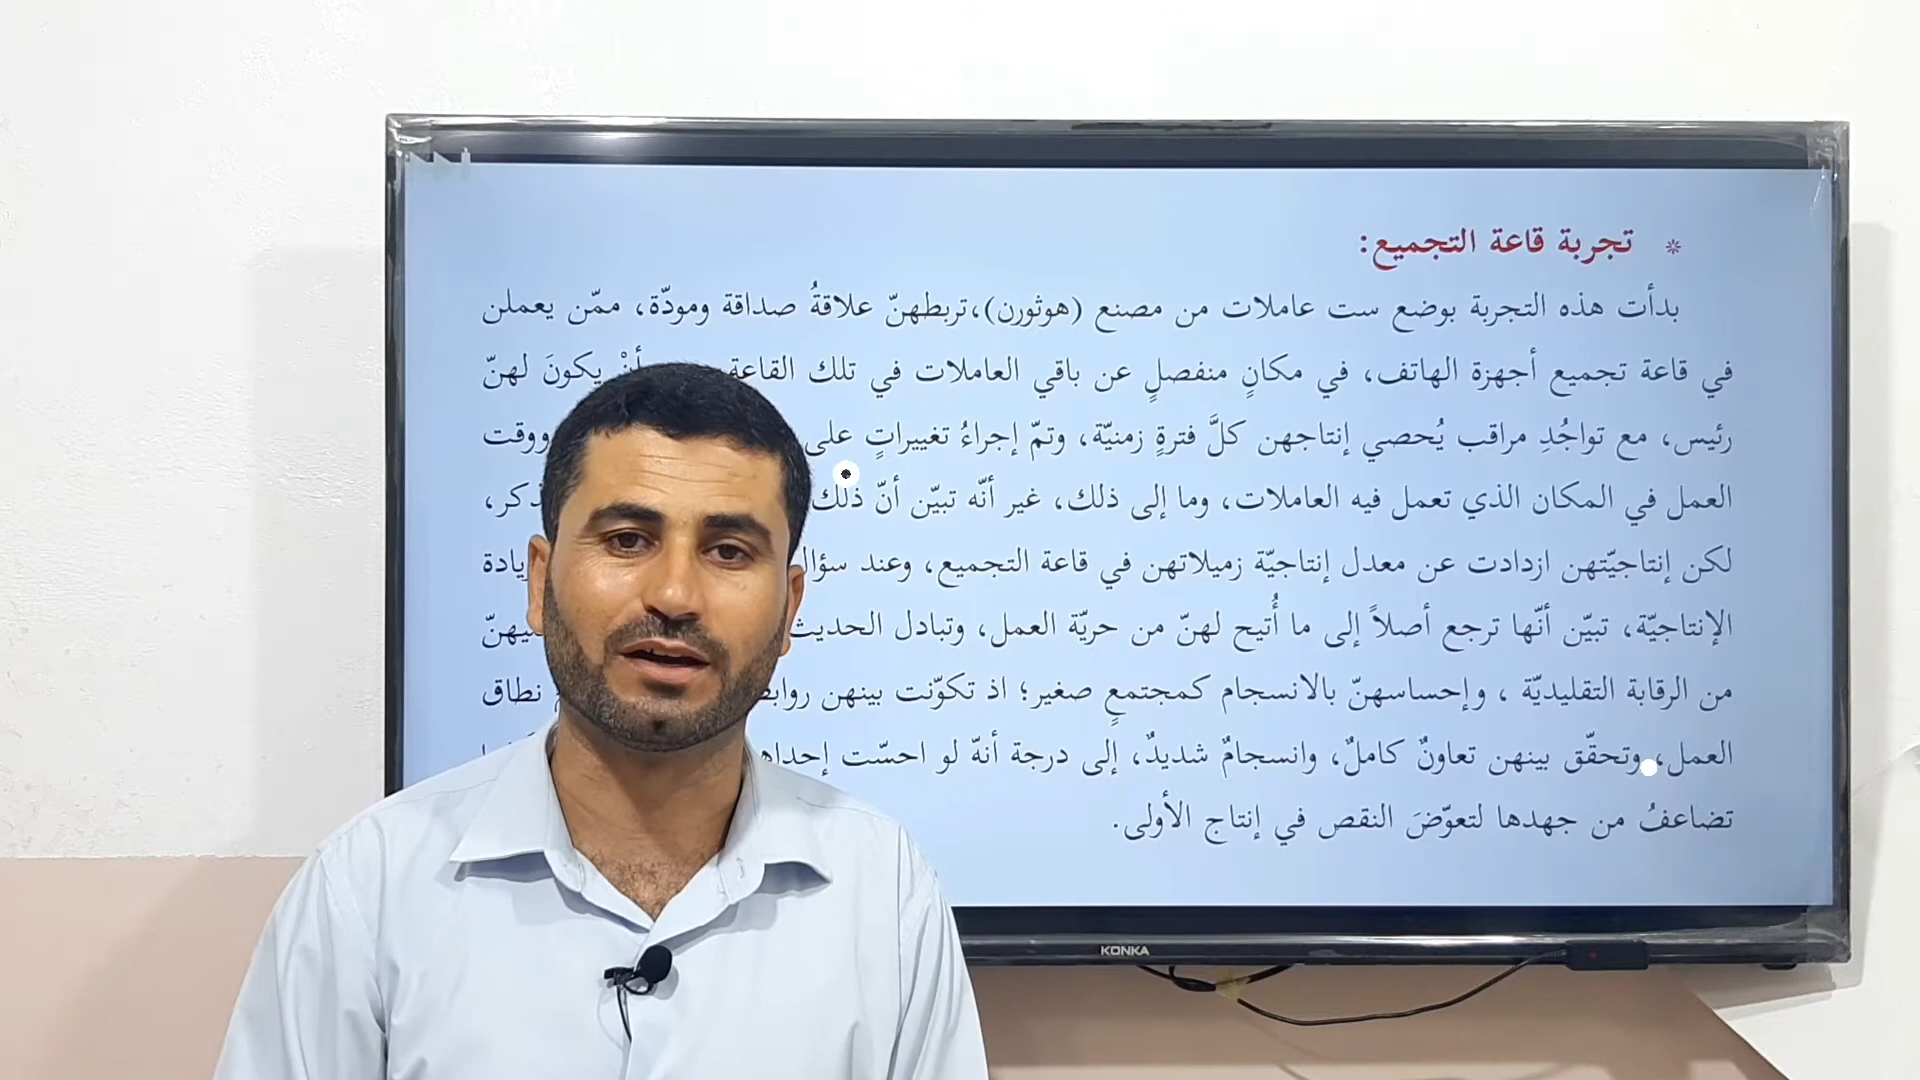 * تجربة قاعة التجميع:
بدأت هذه التجربة بوضع ست عاملات من مصنع (هوثورن)،تربطهنّ علاقةُ صداقة ومودّة، ممّن يعملن
في قاعة تجميع أجهزة الهاتف، في مكانٍ منفصلٍ عن باقي العاملات في تلك القاعة أنْ يكونَ لهنّ
رئيس، مع تواجُدِ مراقب يُحصي إنتاجهن كلَّ فترةٍ زمنيّة، وتمّ إجراءُ تغييراتٍ على ووقت
العمل في المكان الذي تعمل فيه العاملات، وما إلى ذلك، غير أنّه تبيّن أنّ ذلك
لكن إنتاجيّتهن ازدادت عن معدل إنتاجيّة زميلاتهن في قاعة التجميع، وعند سؤال
الإنتاجيّة، تبيّن أنّها ترجع أصلاً إلى ما أُتيح لهنّ من حريّة العمل، وتبادل الحديث
من الرقابة التقليديّة ، وإحساسهنّ بالانسجام كمجتمعٍ صغير؛ اذ تكوّنت بينهن نطاق
العمل، وتحقّق بينهن تعاونٌ كاملٌ، وانسجامٌ شديدٌ، إلى درجة أنهّ لو احسّت
تضاعفُ من جهدها لتعوّضَ النقص في إنتاج الأولى.
KONKA